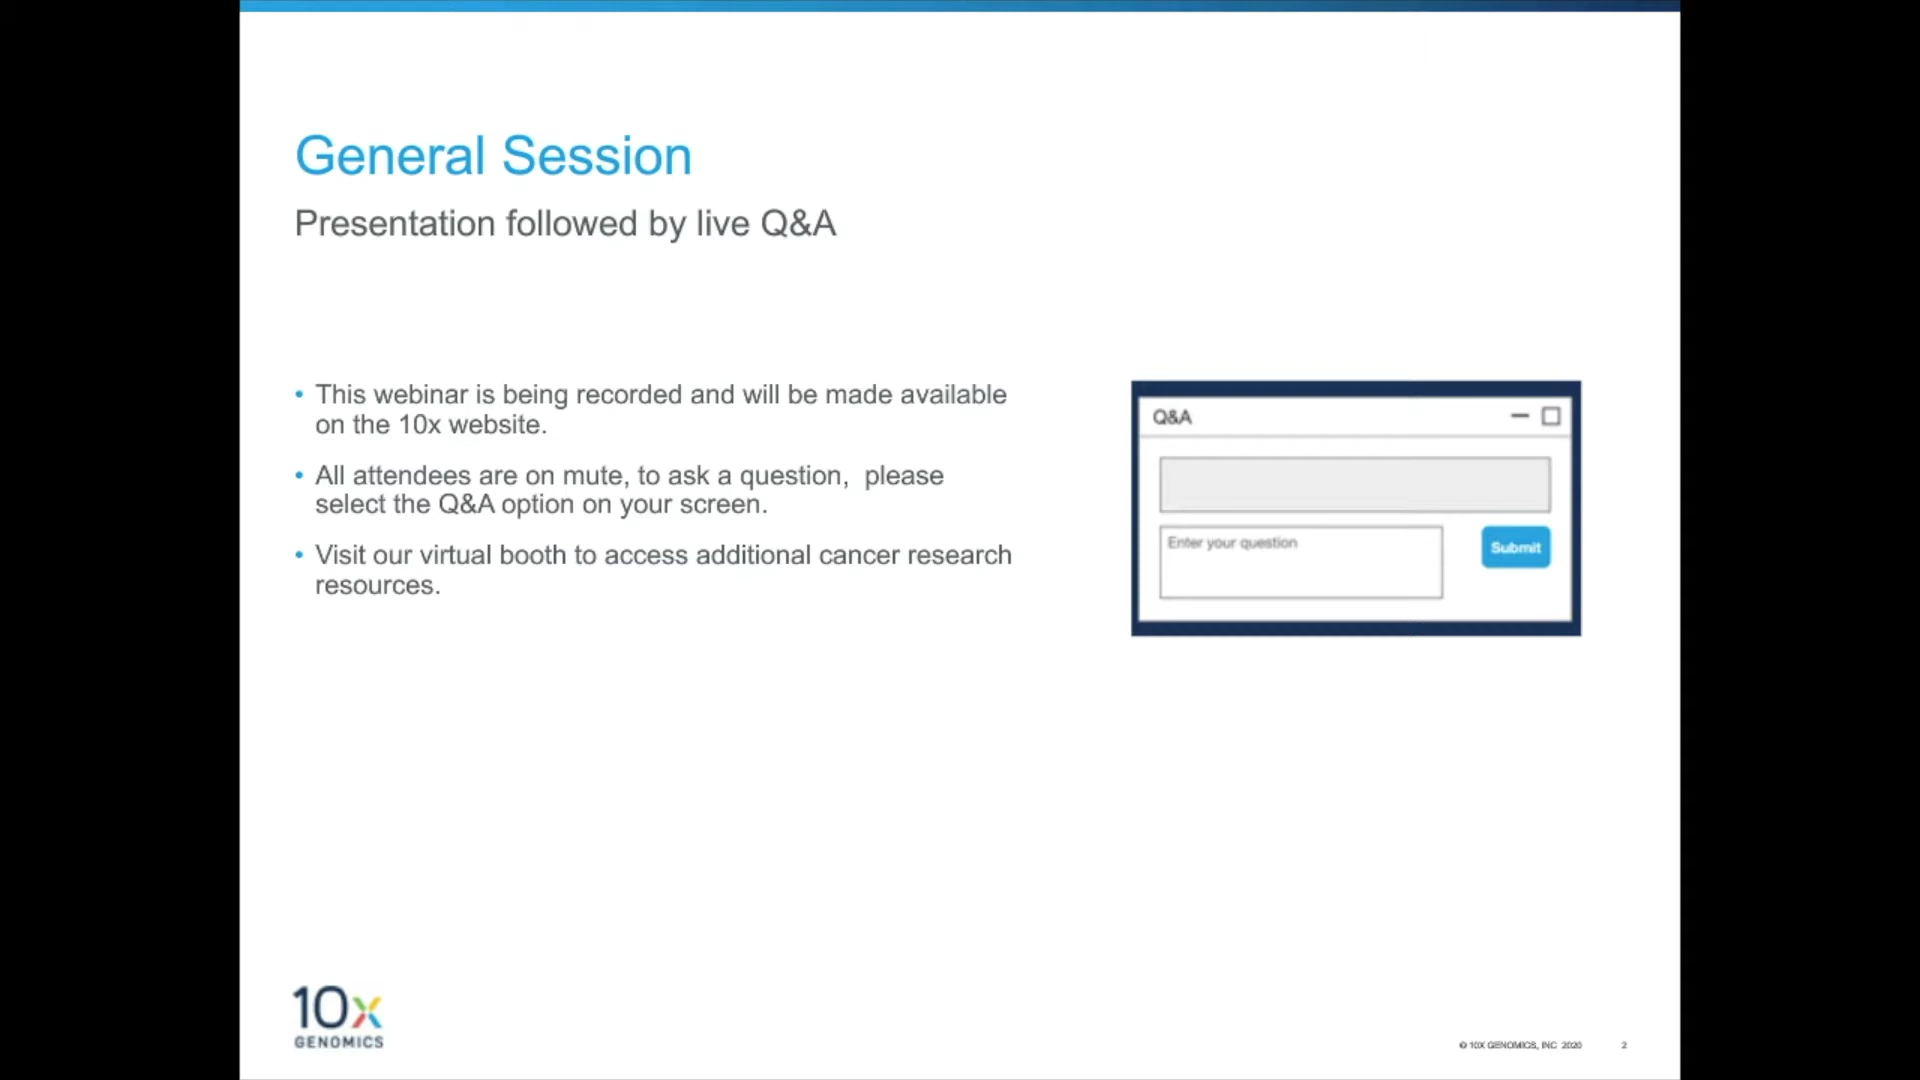 General Session
Presentation followed by live Q&A
• This webinar is being recorded and will be made available
on the 10x website.
• All attendees are on mute, to ask a question,  please
select the Q&A option on your screen.
• Visit our virtual booth to access additional cancer research
resources.
Q&A
Enter your question
Submit
10x
GENOMICS
© 10X GENOMICS, INC 2020
2